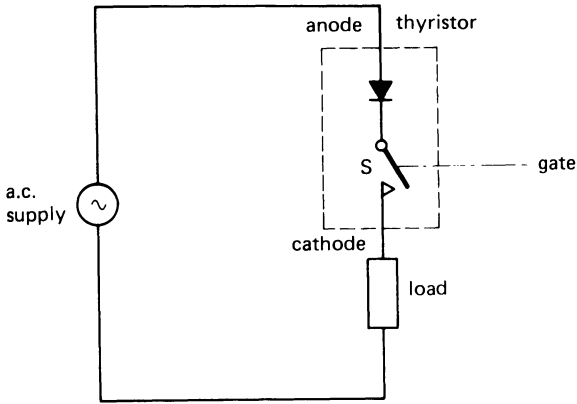 anode thyristor
S
gate
a.c.
supply
cathode
load